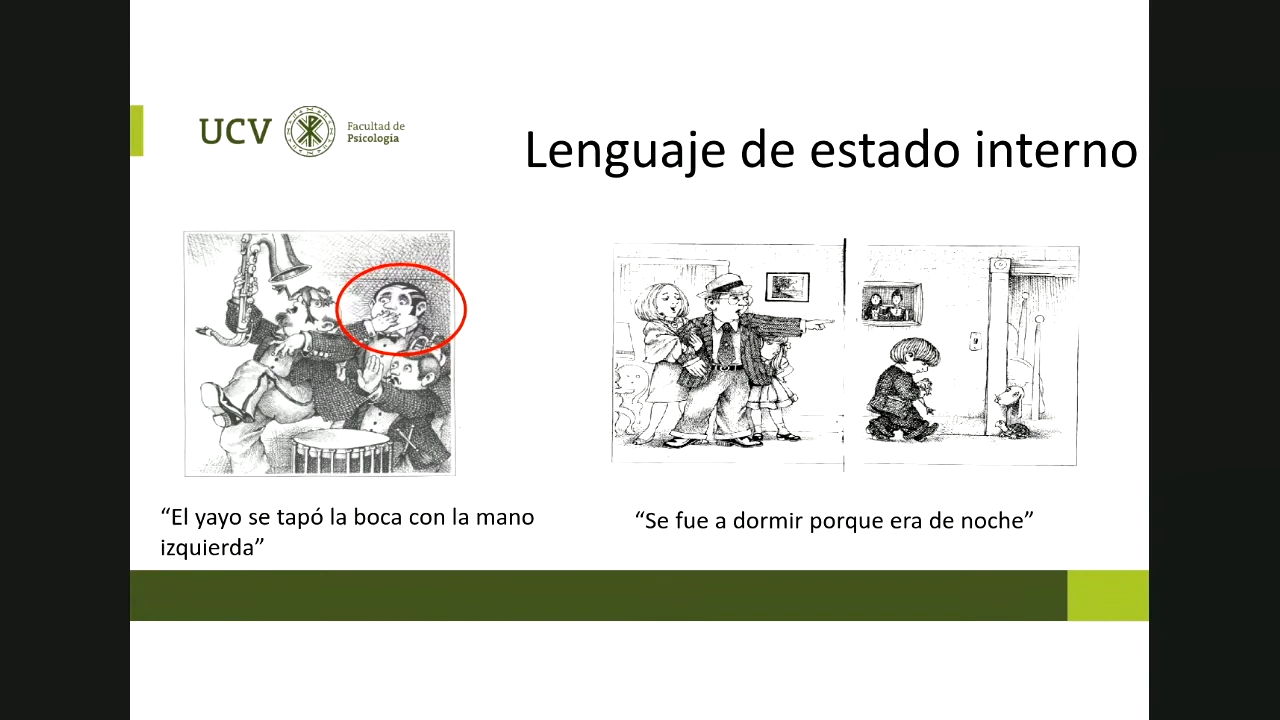 UCV
Facultad de
Psicología
Lenguaje de estado interno
“El yayo se tapó la boca con la mano
izquierda”
“Se fue a dormir porque era de noche”